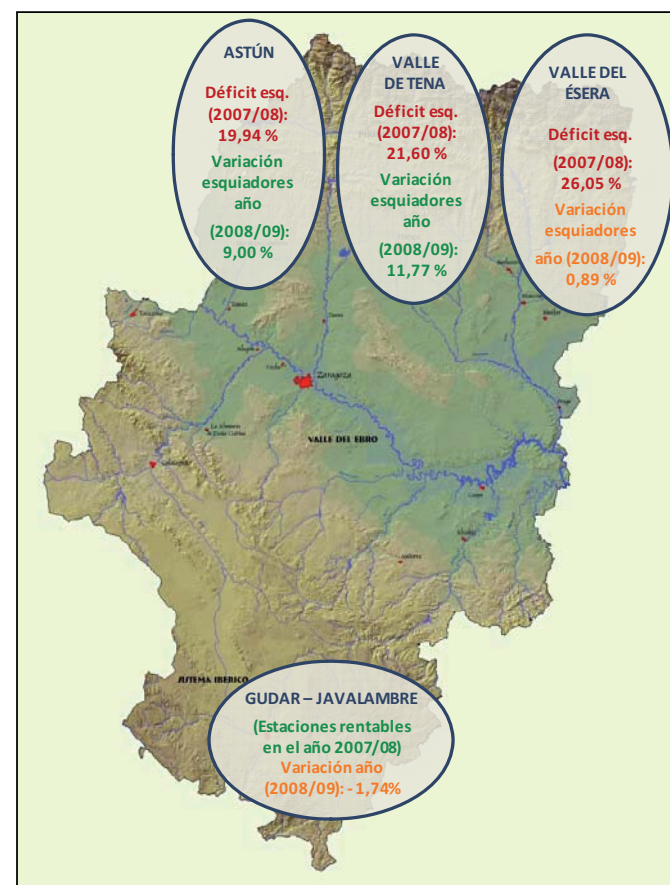 ASTÚN
Déficit esq.
(2007/08):
19,94 %
Variación
esquiadores
año
(2008/09):
9,00 %
VALLE
DE TENA
Déficit esq.
(2007/08):
21,60 %
Variación
esquiadores
año
(2008/09):
11,77 %
VALLE DEL
ÉSERA
Déficit esq.
(2007/08):
26,05 %
Variación
esquiadores
año (2008/09):
0,89 %
Zaragoza
VALLE DEL EBRO
SISTEMA IBERICO
GUDAR – JAVALAMBRE
(Estaciones rentables
en el año 2007/08)
Variación año
(2008/09): - 1,74%